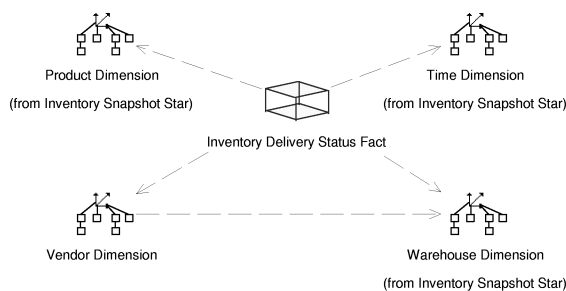 Product Dimension
(from Inventory Snapshot Star)
Time Dimension
(from Inventory Snapshot Star)
Inventory Delivery Status Fact
Vendor Dimension
Warehouse Dimension
(from Inventory Snapshot Star)